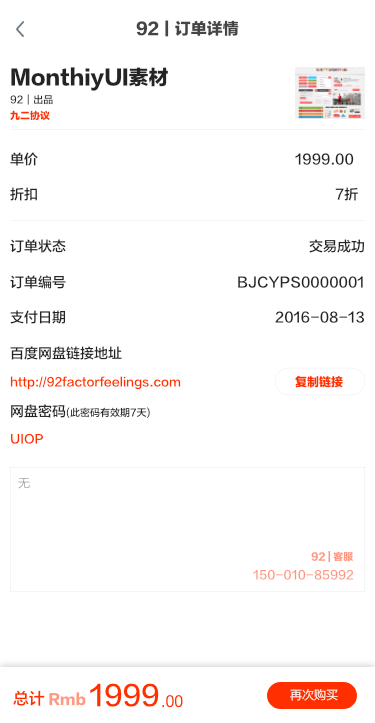 92 | 订单详情
MonthiyUI素材
92 | 出品
九二协议
单价 1999.00
折扣 7折
订单状态 交易成功
订单编号 BJCYPS0000001
支付日期 2016-08-13
百度网盘链接地址
http://92factorfeelings.com 复制链接
网盘密码(此密码有效期7天)
UIOP
无
92 | 客服
150-010-85992
总计 Rmb 1999.00 再次购买